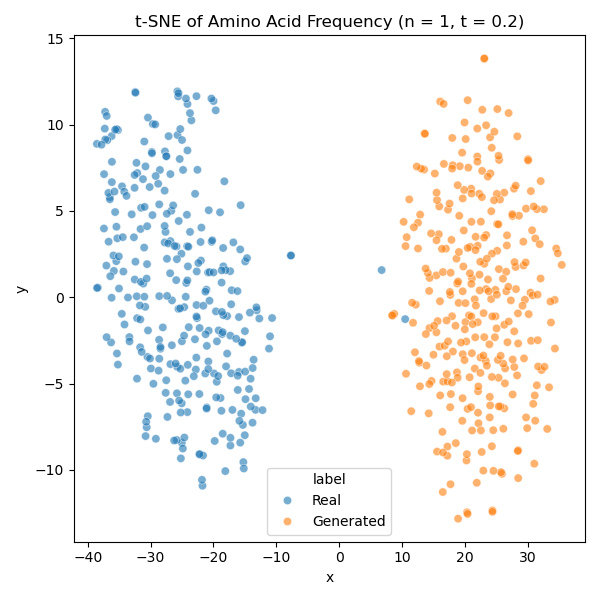 t-SNE of Amino Acid Frequency (n = 1, t = 0.2)
15
10
5
0
−5
−10
y
−40
−30
−20
−10
0
10
20
30
x
label
Real
Generated